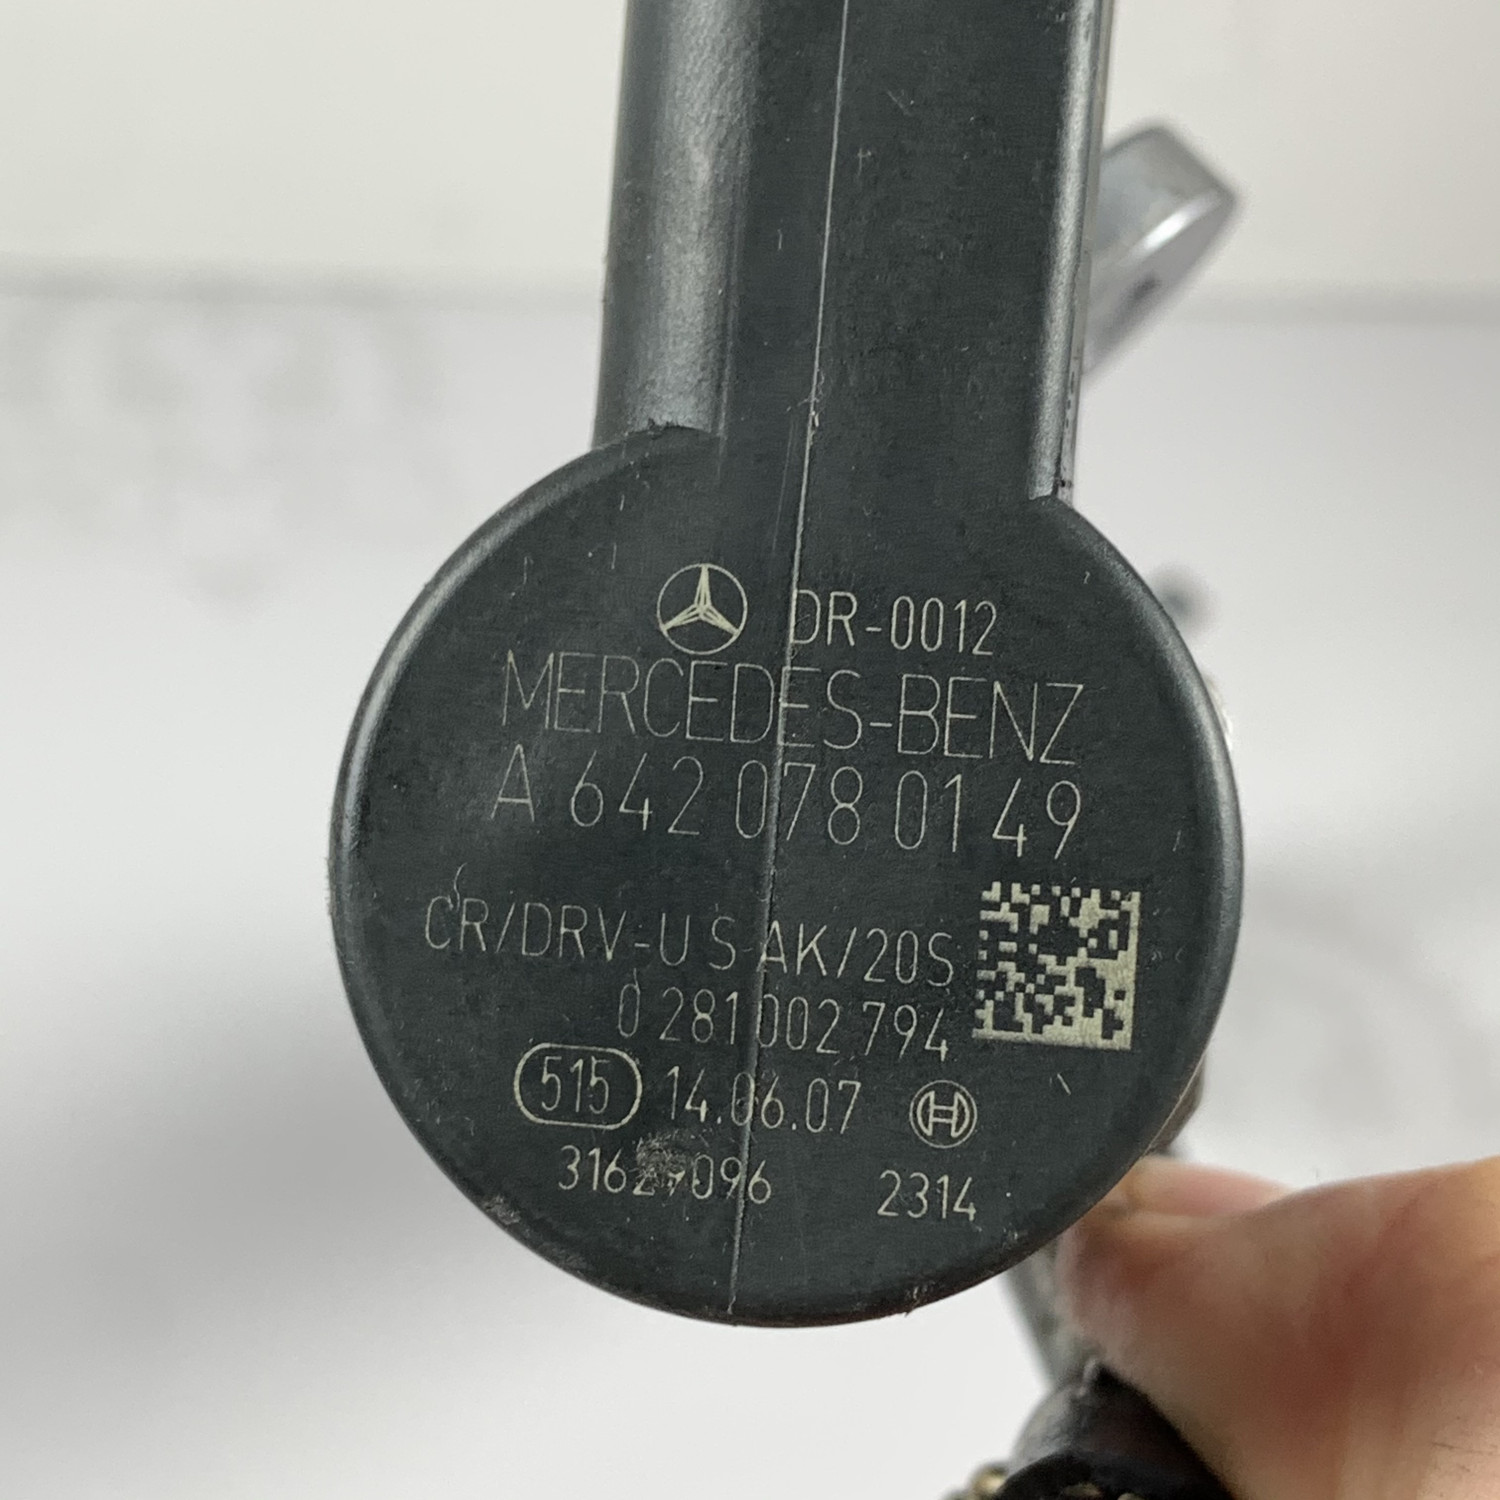 DR-0012
MERCEDES-BENZ
A 642 078 01 49
CR/DRV-U S-AK/20S
0 281 002 794
515 14.06.07
31629096 2314